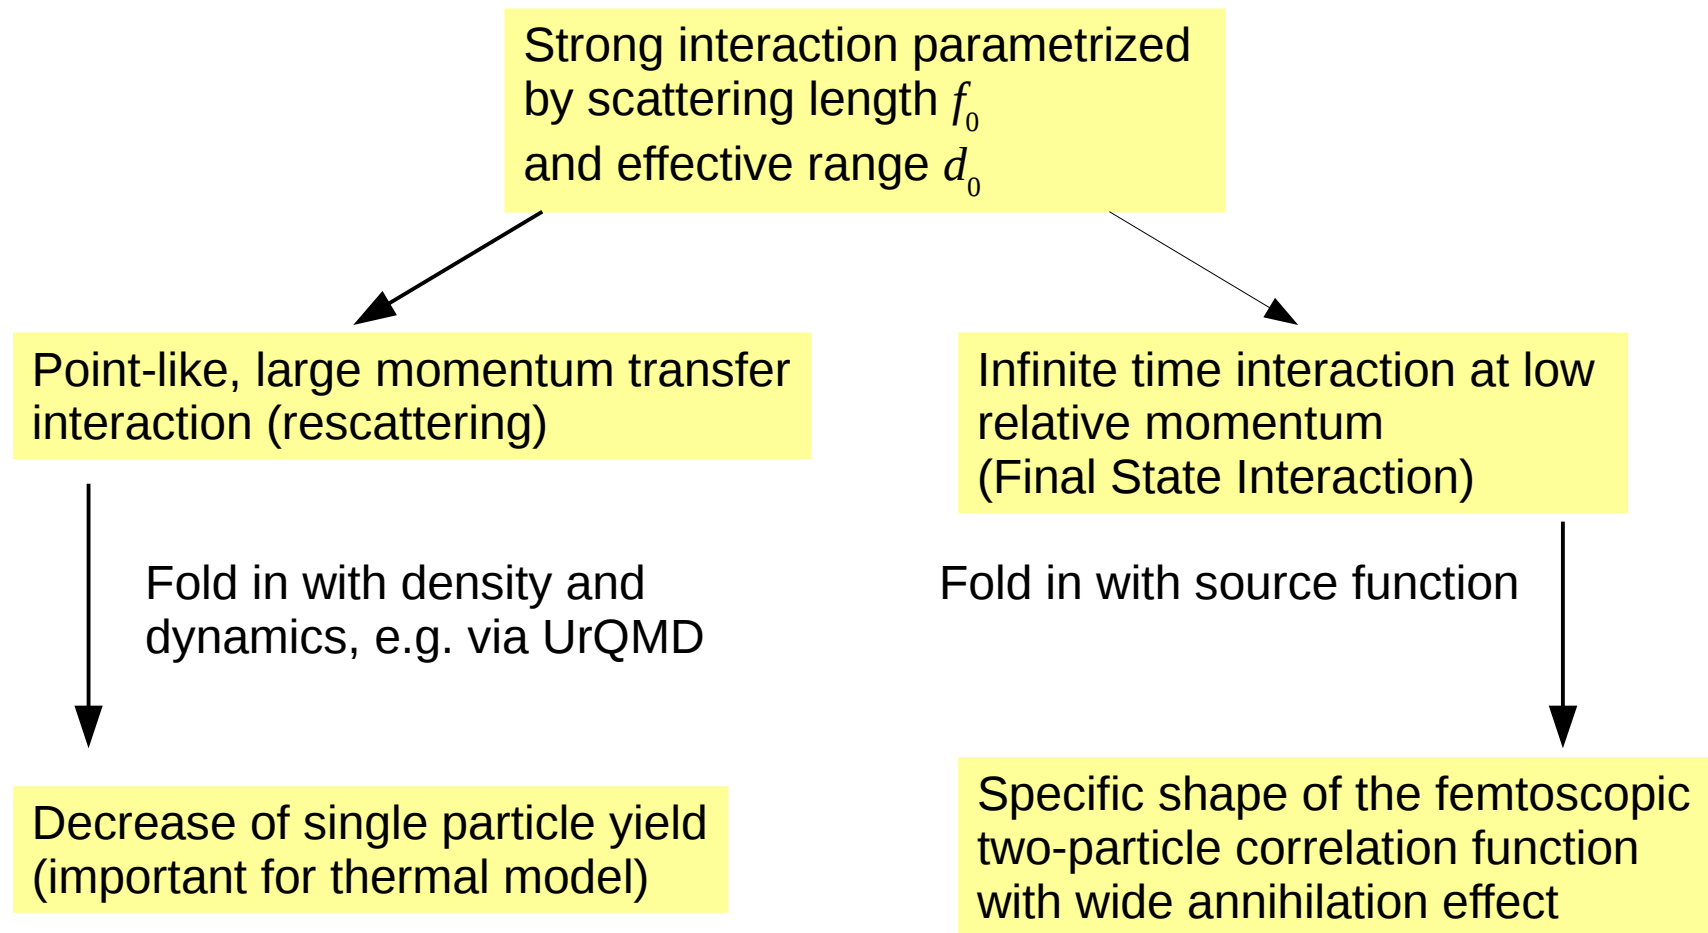 Strong interaction parametrized
by scattering length f₀
and effective range d₀
Point-like, large momentum transfer
interaction (rescattering)
Infinite time interaction at low
relative momentum
(Final State Interaction)
Fold in with density and
dynamics, e.g. via UrQMD
Fold in with source function
Decrease of single particle yield
(important for thermal model)
Specific shape of the femtoscopic
two-particle correlation function
with wide annihilation effect